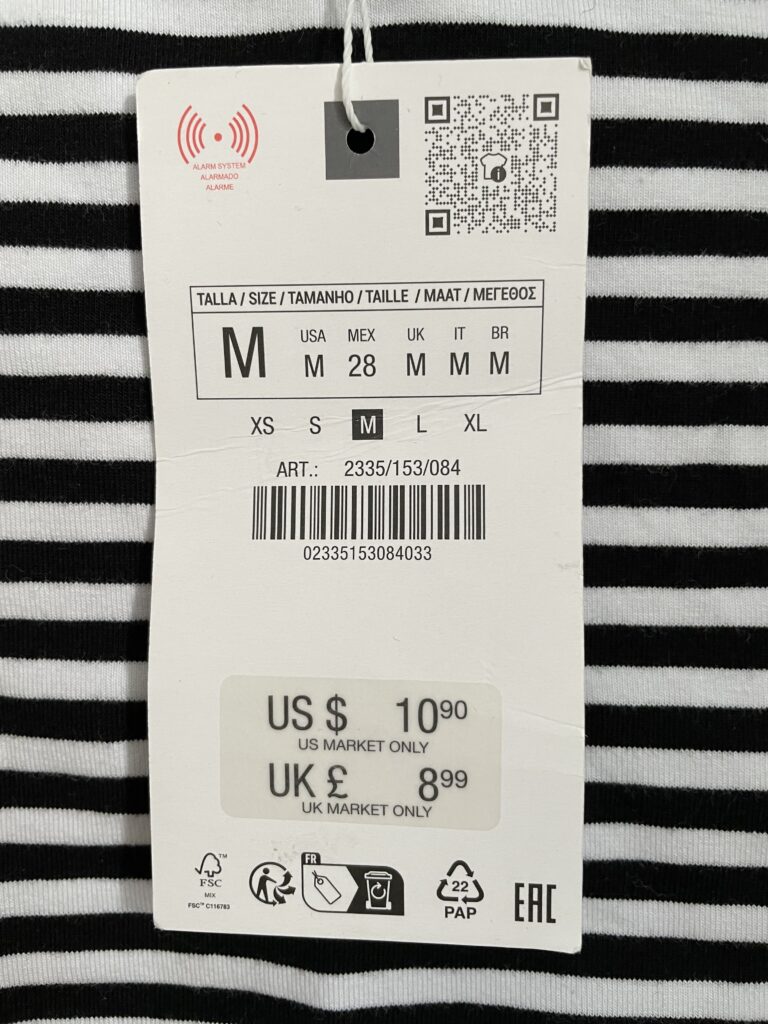 ALARM SYSTEM
ALARMADO
ALARME
TALLA / SIZE / TAMANHO / TAILLE / MAAT / ΜΕΓΕΘΟΣ
M
USA MEX UK IT BR
M 28 M M M
XS S M L XL
ART.: 2335/153/084
02335153084033
US $ 10⁹⁰
US MARKET ONLY
UK £ 8⁹⁹
UK MARKET ONLY
FSC™
MIX
FSC™ C116783
FR
22
PAP
EAC